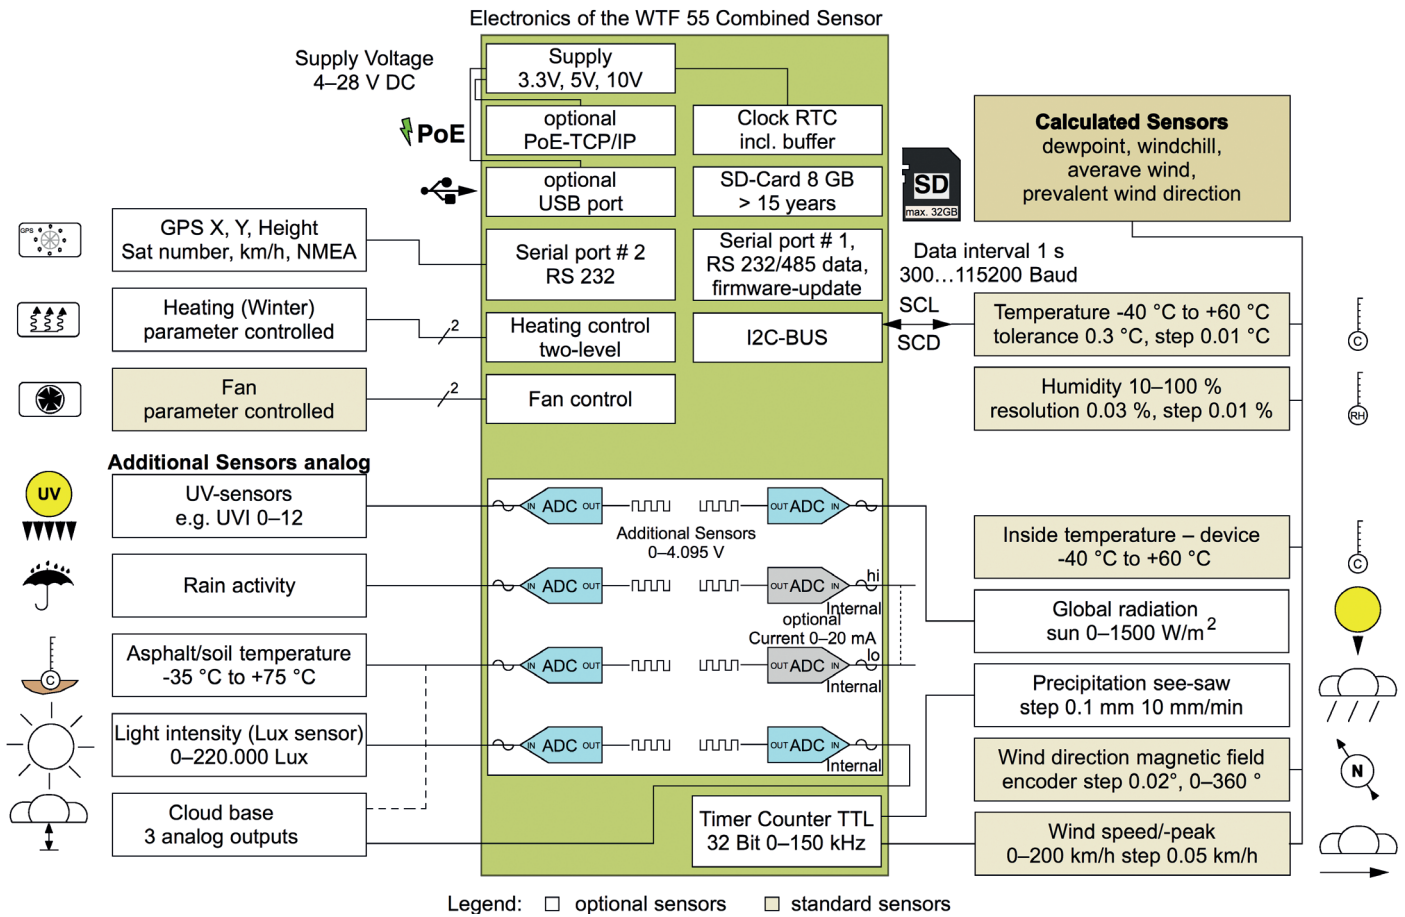 Electronics of the WTF 55 Combined Sensor
Supply Voltage
4–28 V DC
Supply
3.3V, 5V, 10V
PoE
optional
PoE-TCP/IP
Clock RTC
incl. buffer
optional
USB port
SD-Card 8 GB
> 15 years
SD
max. 32GB
Calculated Sensors
dewpoint, windchill,
averave wind,
prevalent wind direction
GPS
GPS X, Y, Height
Sat number, km/h, NMEA
Serial port # 2
RS 232
Serial port # 1,
RS 232/485 data,
firmware-update
Data interval 1 s
300…115200 Baud
Heating (Winter)
parameter controlled
2
Heating control
two-level
I2C-BUS
SCL
SCD
Temperature -40 °C to +60 °C
tolerance 0.3 °C, step 0.01 °C
C
Fan
parameter controlled
2
Fan control
Humidity 10–100 %
resolution 0.03 %, step 0.01 %
RH
Additional Sensors analog
UV
UV-sensors
e.g. UVI 0–12
IN ADC OUT
OUT ADC IN
Additional Sensors
0–4.095 V
Inside temperature – device
-40 °C to +60 °C
C
Rain activity
IN ADC OUT
OUT ADC IN
hi
Internal
optional
Current 0–20 mA
Global radiation
sun 0–1500 W/m²
C
Asphalt/soil temperature
-35 °C to +75 °C
IN ADC OUT
OUT ADC IN
lo
Internal
Precipitation see-saw
step 0.1 mm 10 mm/min
Light intensity (Lux sensor)
0–220.000 Lux
IN ADC OUT
OUT ADC IN
Internal
Wind direction magnetic field
encoder step 0.02°, 0–360 °
N
Cloud base
3 analog outputs
Timer Counter TTL
32 Bit 0–150 kHz
Wind speed/-peak
0–200 km/h step 0.05 km/h
Legend: optional sensors standard sensors